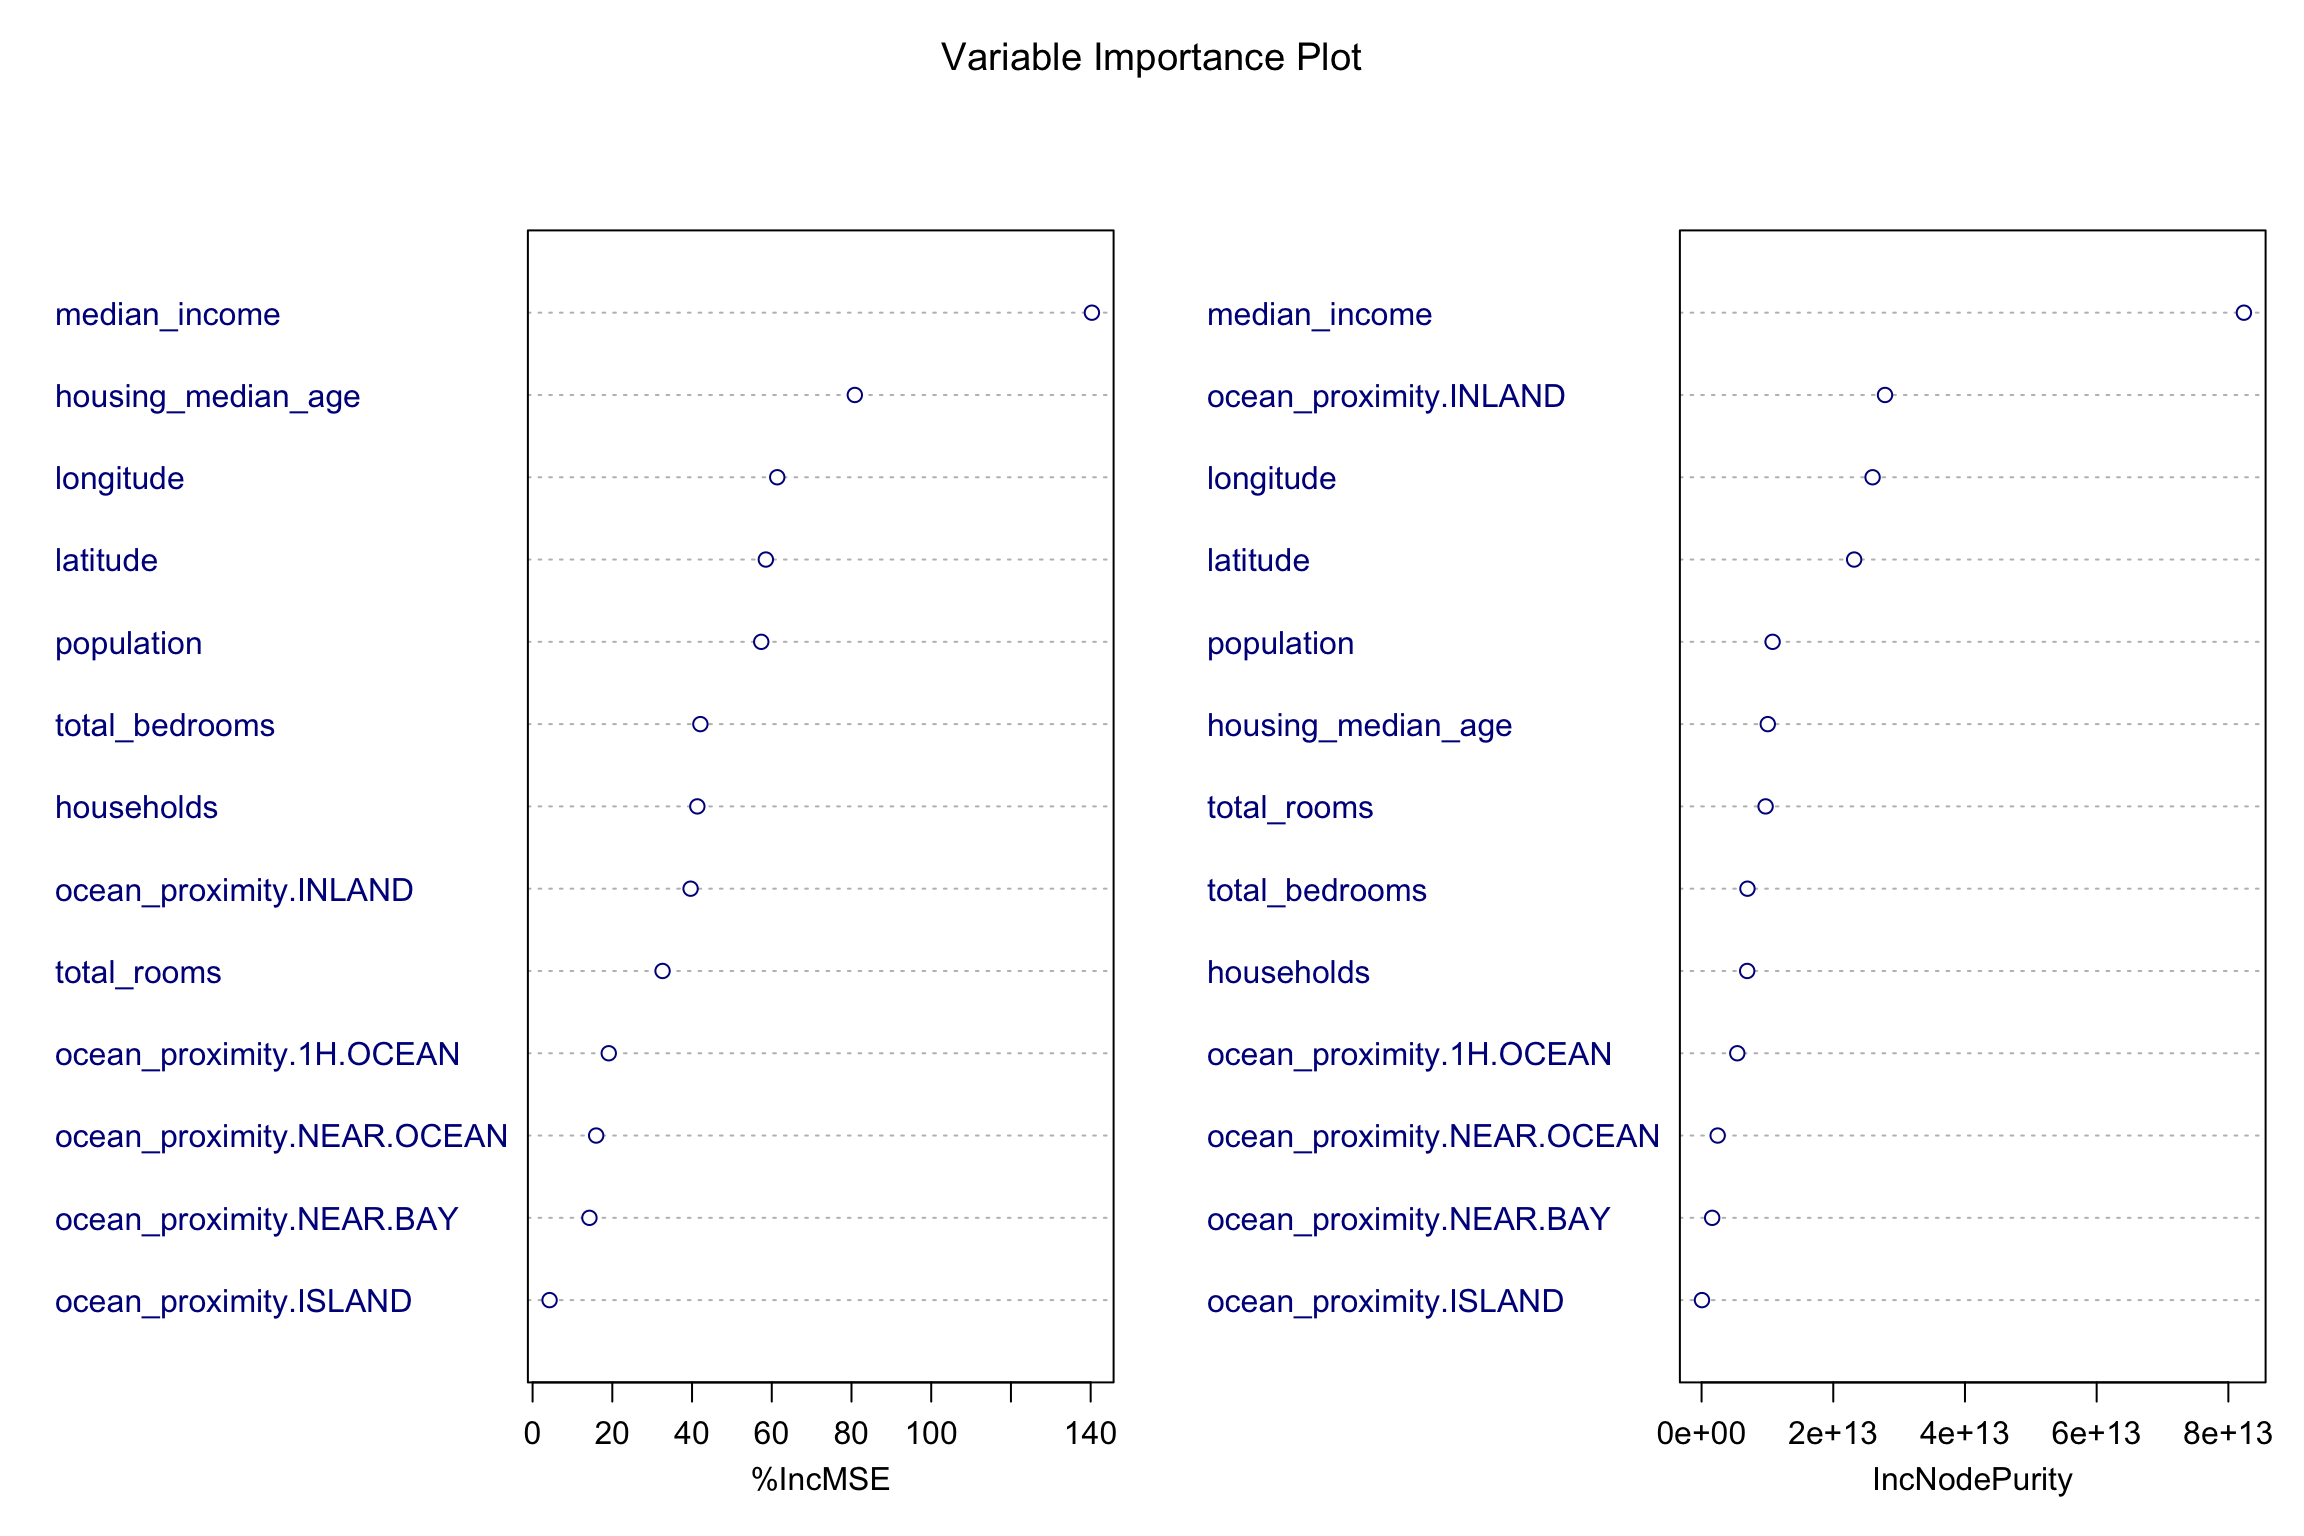 Variable Importance Plot
median_income
housing_median_age
longitude
latitude
population
total_bedrooms
households
ocean_proximity.INLAND
total_rooms
ocean_proximity.1H.OCEAN
ocean_proximity.NEAR.OCEAN
ocean_proximity.NEAR.BAY
ocean_proximity.ISLAND
0 20 40 60 80 100 140
%IncMSE
median_income
ocean_proximity.INLAND
longitude
latitude
population
housing_median_age
total_rooms
total_bedrooms
households
ocean_proximity.1H.OCEAN
ocean_proximity.NEAR.OCEAN
ocean_proximity.NEAR.BAY
ocean_proximity.ISLAND
0e+00 2e+13 4e+13 6e+13 8e+13
IncNodePurity